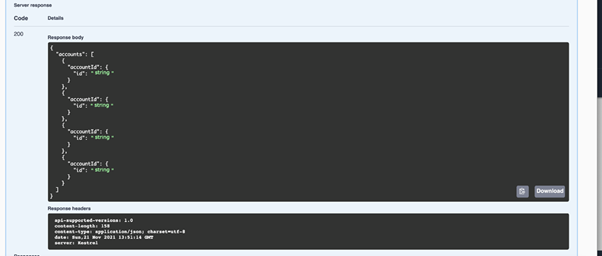 Server response
Code Details
200
Response body
{
"accounts": [
{
"accountId": {
"id": "string"
}
},
{
"accountId": {
"id": "string"
}
},
{
"accountId": {
"id": "string"
}
},
{
"accountId": {
"id": "string"
}
}
]
}
Download
Response headers
api-supported-versions: 1.0
content-length: 158
content-type: application/json; charset=utf-8
date: Sun,21 Nov 2021 13:51:14 GMT
server: Kestrel